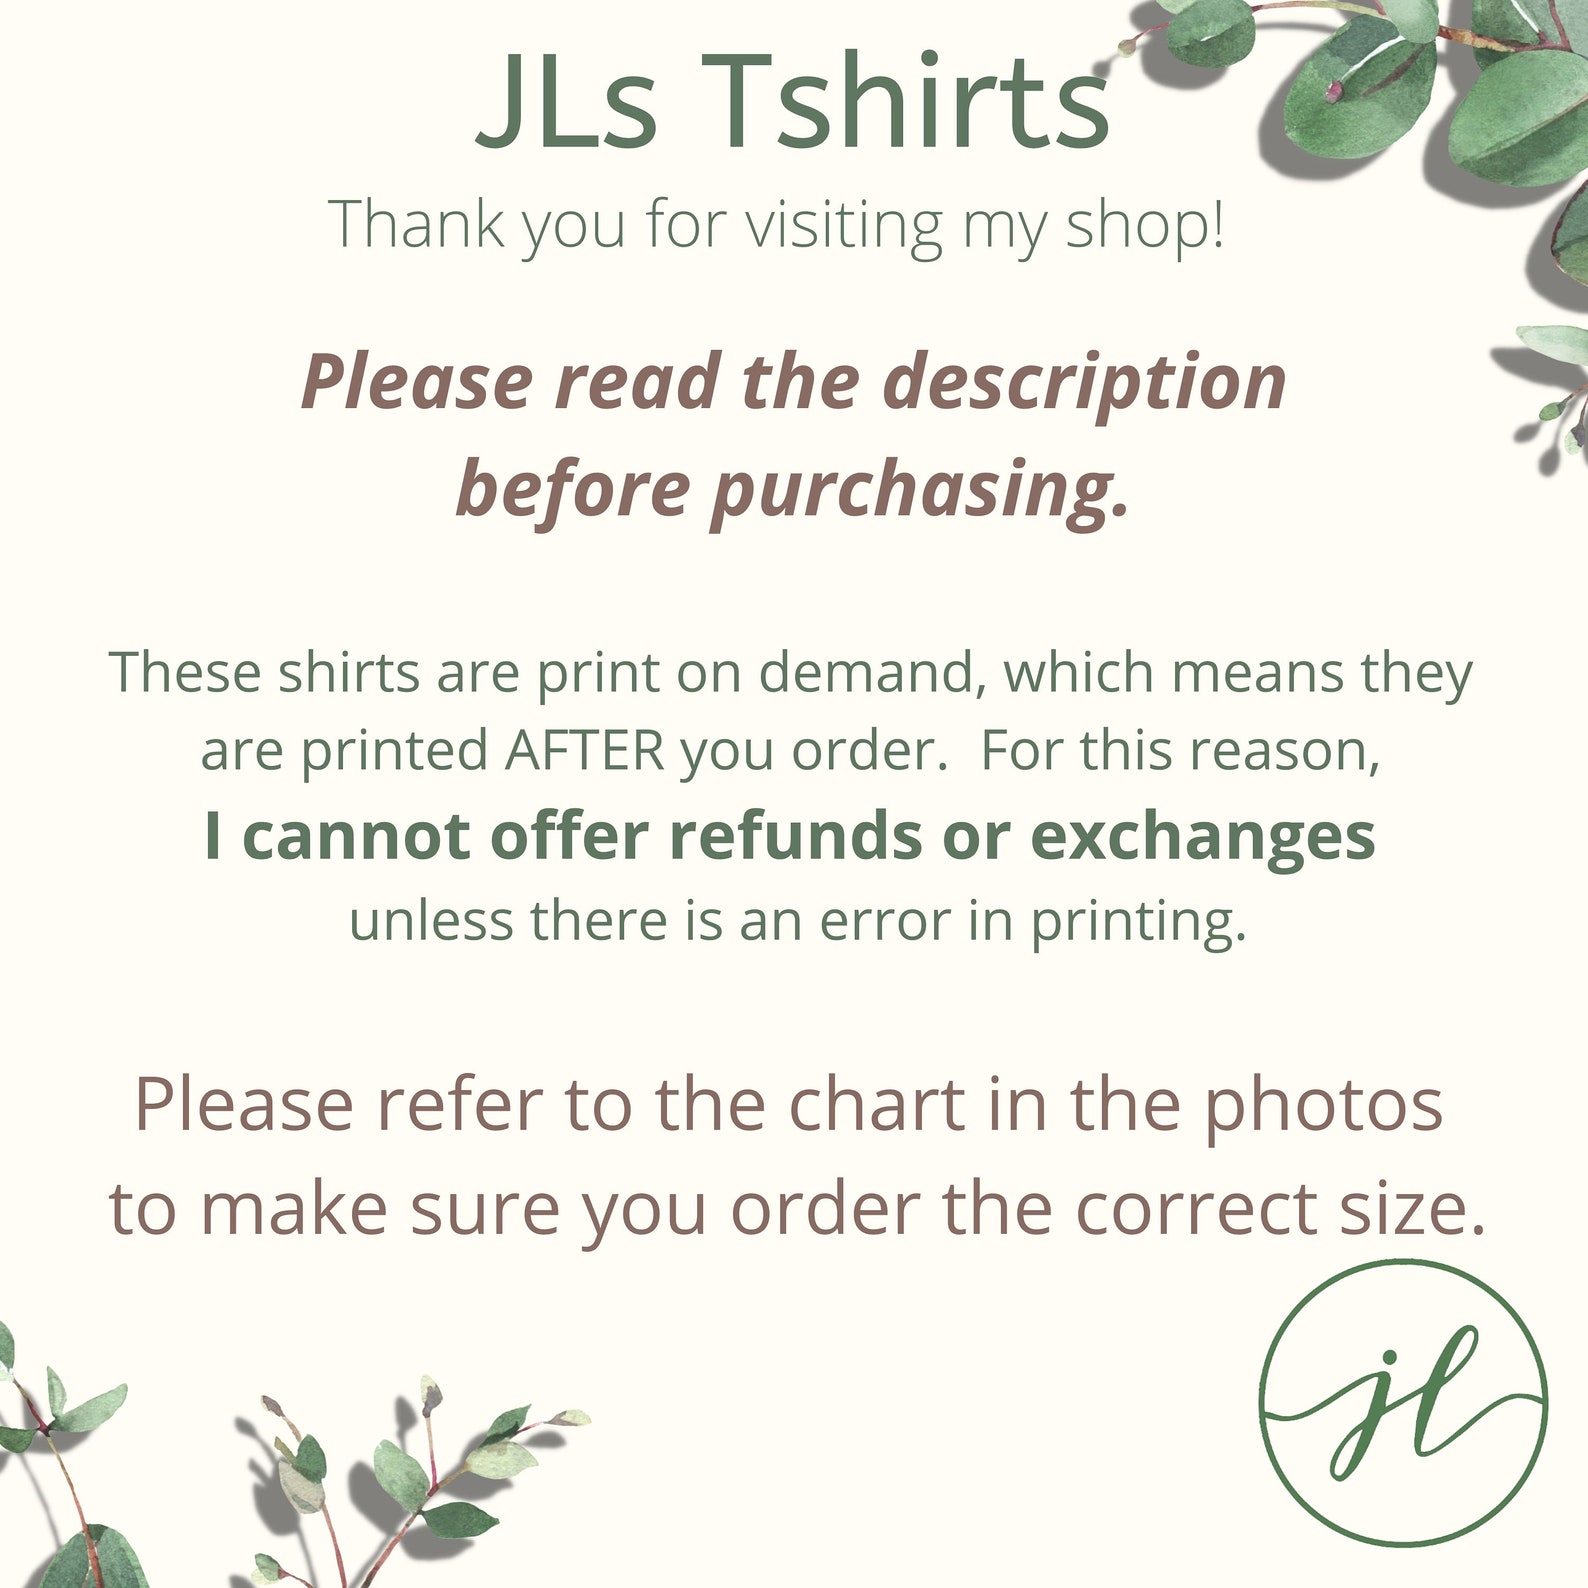 JLs Tshirts
Thank you for visiting my shop!
Please read the description
before purchasing.
These shirts are print on demand, which means they
are printed AFTER you order.  For this reason,
I cannot offer refunds or exchanges
unless there is an error in printing.
Please refer to the chart in the photos
to make sure you order the correct size.
jl